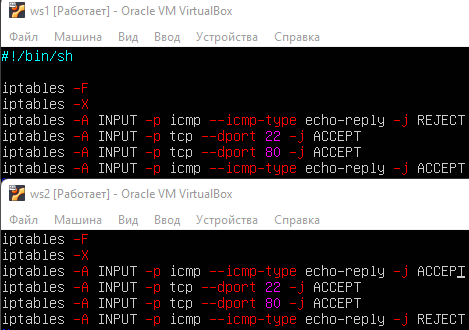 ws1 [Работает] - Oracle VM VirtualBox
Файл Машина Вид Ввод Устройства Справка
#!/bin/sh
iptables -F
iptables -X
iptables -A INPUT -p icmp --icmp-type echo-reply -j REJECT
iptables -A INPUT -p tcp --dport 22 -j ACCEPT
iptables -A INPUT -p tcp --dport 80 -j ACCEPT
iptables -A INPUT -p icmp --icmp-type echo-reply -j ACCEPT
ws2 [Работает] - Oracle VM VirtualBox
Файл Машина Вид Ввод Устройства Справка
iptables -F
iptables -X
iptables -A INPUT -p icmp --icmp-type echo-reply -j ACCEPT
iptables -A INPUT -p tcp --dport 22 -j ACCEPT
iptables -A INPUT -p tcp --dport 80 -j ACCEPT
iptables -A INPUT -p icmp --icmp-type echo-reply -j REJECT